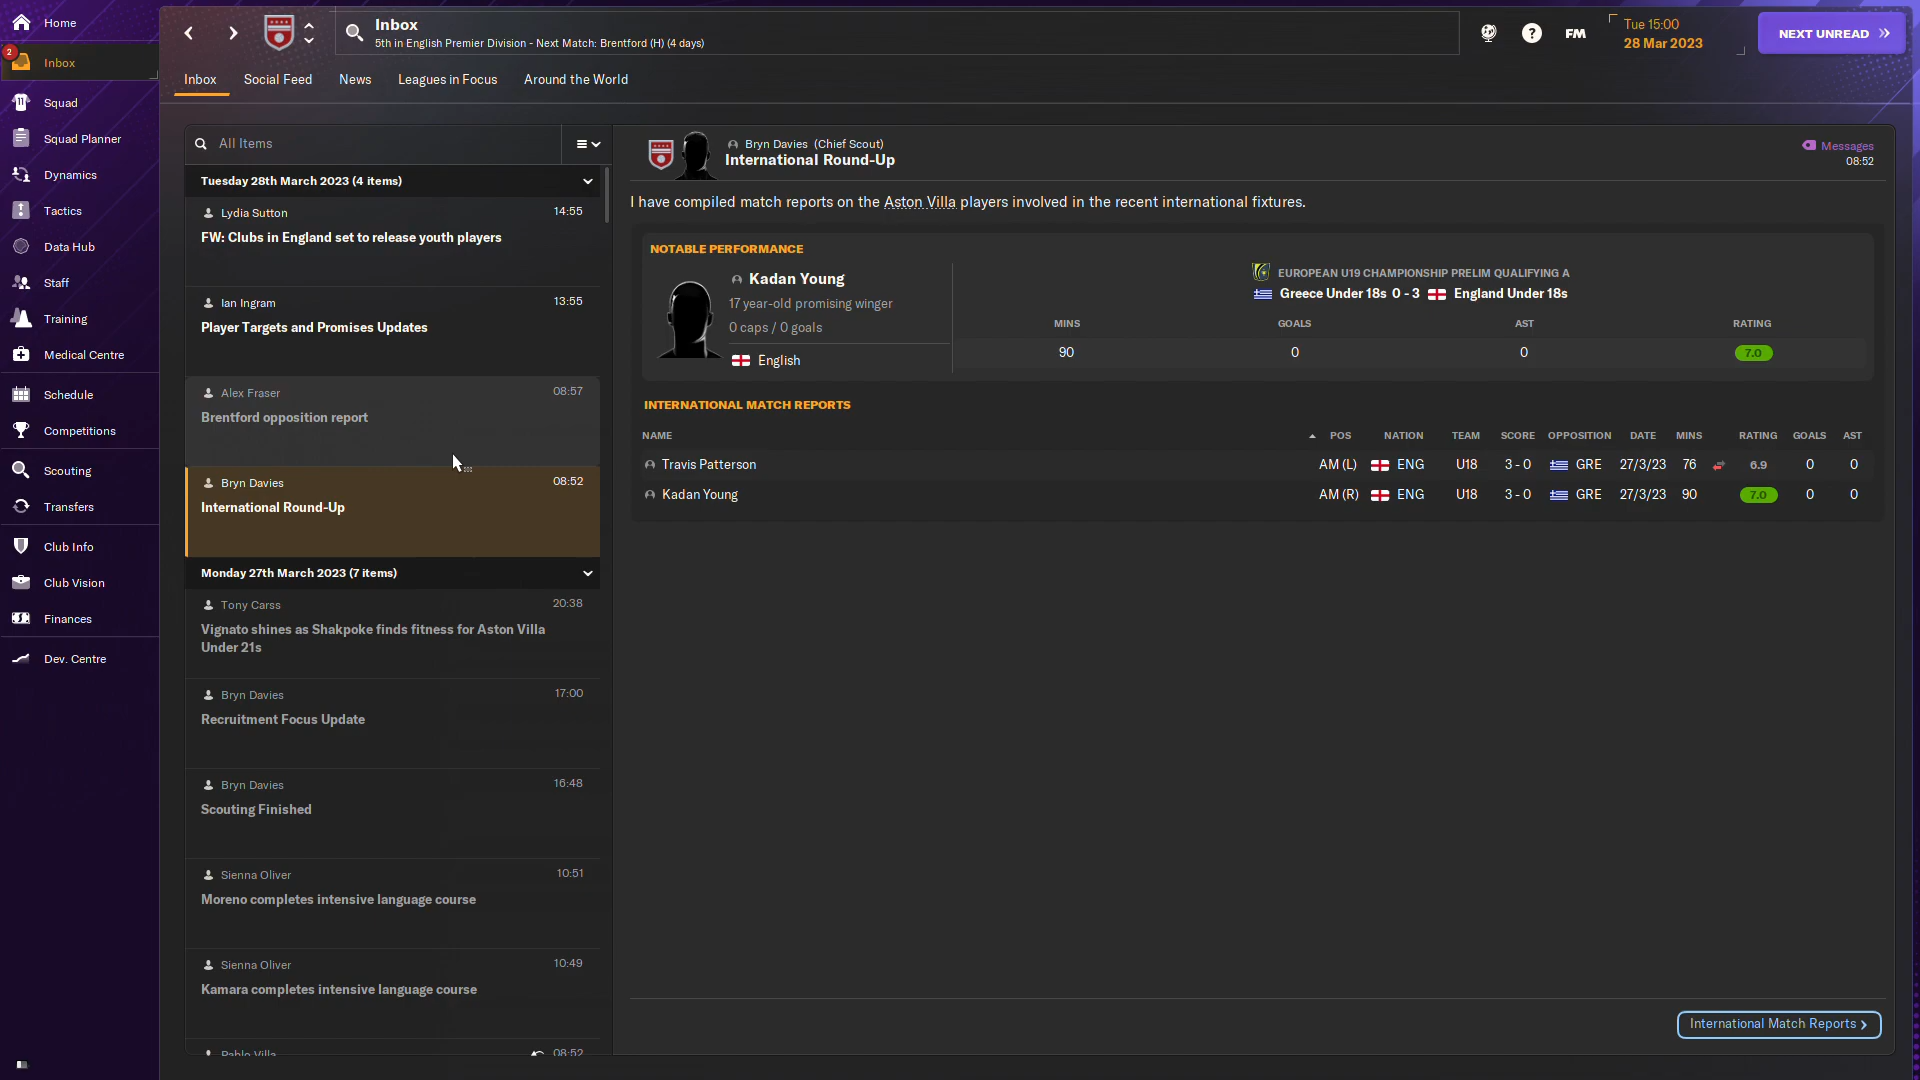 Home
2
Inbox
Squad
Squad Planner
Dynamics
Tactics
Data Hub
Staff
Training
Medical Centre
Schedule
Competitions
Scouting
Transfers
Club Info
Club Vision
Finances
Dev. Centre
Inbox
5th in English Premier Division - Next Match: Brentford (H) (4 days)
FM
Tue 15:00
28 Mar 2023
NEXT UNREAD
Inbox Social Feed News Leagues in Focus Around the World
All Items
Tuesday 28th March 2023 (4 items)
Lydia Sutton 14:55
FW: Clubs in England set to release youth players
Ian Ingram 13:55
Player Targets and Promises Updates
Alex Fraser 08:57
Brentford opposition report
Bryn Davies 08:52
International Round-Up
Monday 27th March 2023 (7 items)
Tony Carss 20:38
Vignato shines as Shakpoke finds fitness for Aston Villa
Under 21s
Bryn Davies 17:00
Recruitment Focus Update
Bryn Davies 16:48
Scouting Finished
Sienna Oliver 10:51
Moreno completes intensive language course
Sienna Oliver 10:49
Kamara completes intensive language course
Pablo Villa 08:52
Bryn Davies (Chief Scout)
International Round-Up
Messages
08:52
I have compiled match reports on the Aston Villa players involved in the recent international fixtures.
NOTABLE PERFORMANCE
Kadan Young
17 year-old promising winger
0 caps / 0 goals
English
EUROPEAN U19 CHAMPIONSHIP PRELIM QUALIFYING A
Greece Under 18s 0 - 3 England Under 18s
MINS GOALS AST RATING
90 0 0 7.0
INTERNATIONAL MATCH REPORTS
NAME POS NATION TEAM SCORE OPPOSITION DATE MINS RATING GOALS AST
Travis Patterson AM (L) ENG U18 3 - 0 GRE 27/3/23 76 6.9 0 0
Kadan Young AM (R) ENG U18 3 - 0 GRE 27/3/23 90 7.0 0 0
International Match Reports